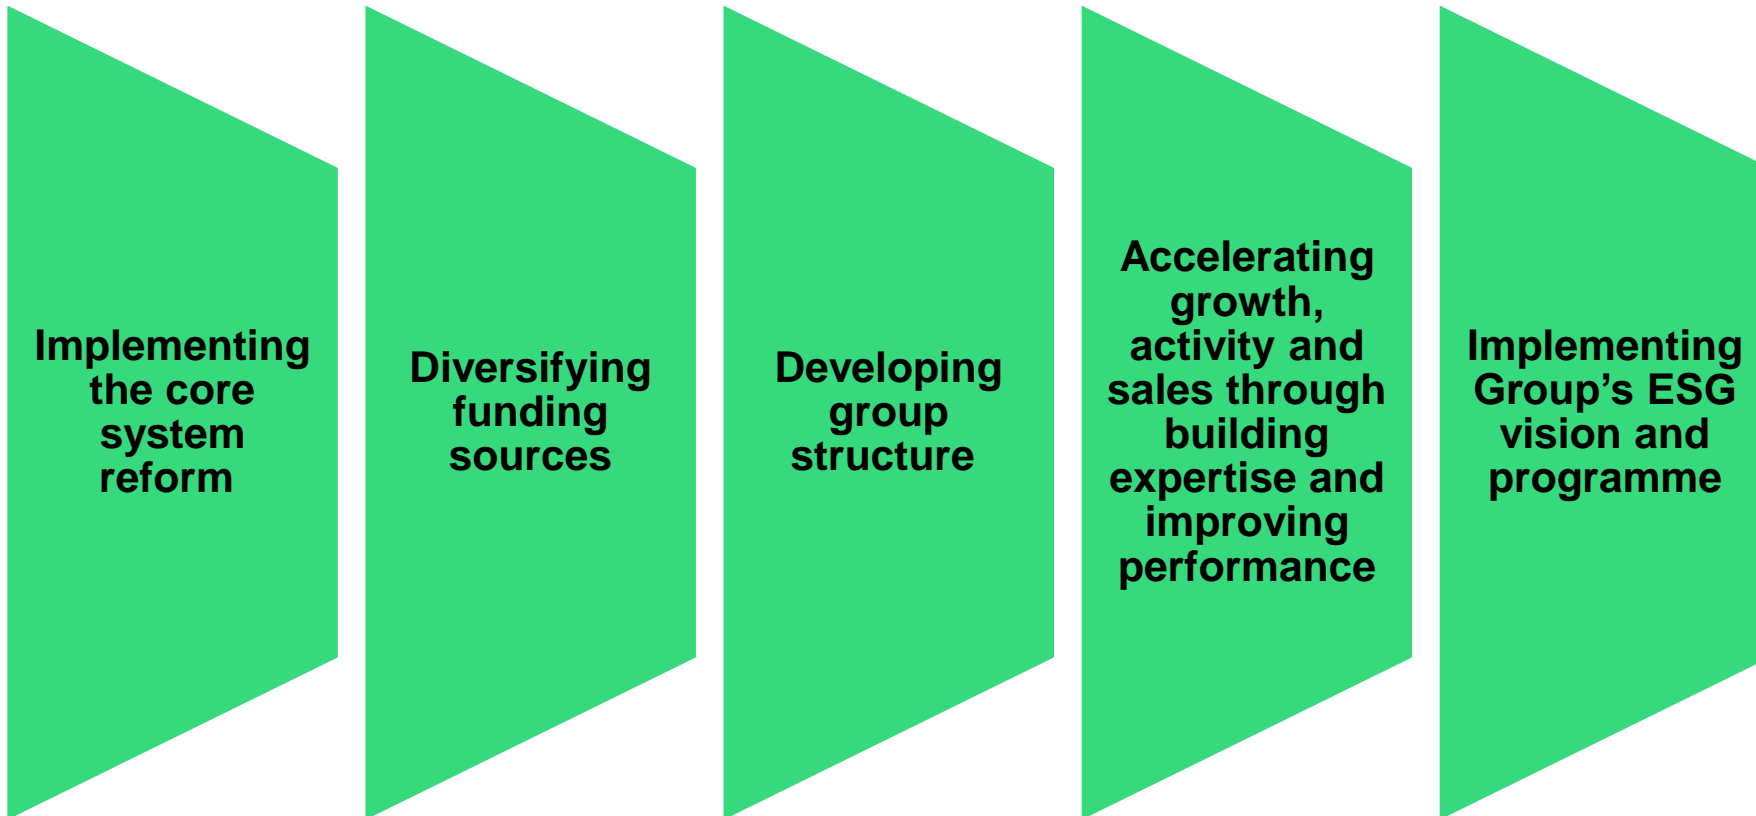 Implementing
the core
system
reform
Diversifying
funding
sources
Developing
group
structure
Accelerating
growth,
activity and
sales through
building
expertise and
improving
performance
Implementing
Group’s ESG
vision and
programme